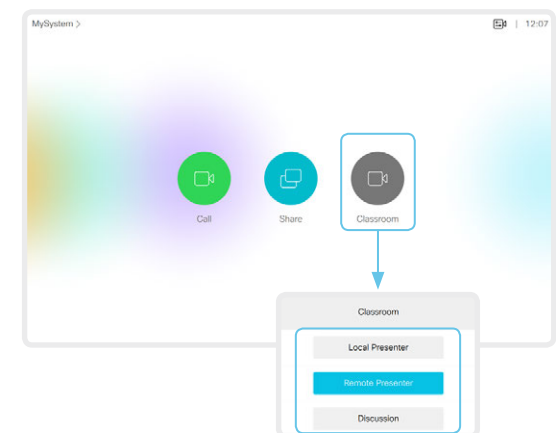 MySystem > 12:07
Call Share Classroom
Classroom
Local Presenter
Remote Presenter
Discussion